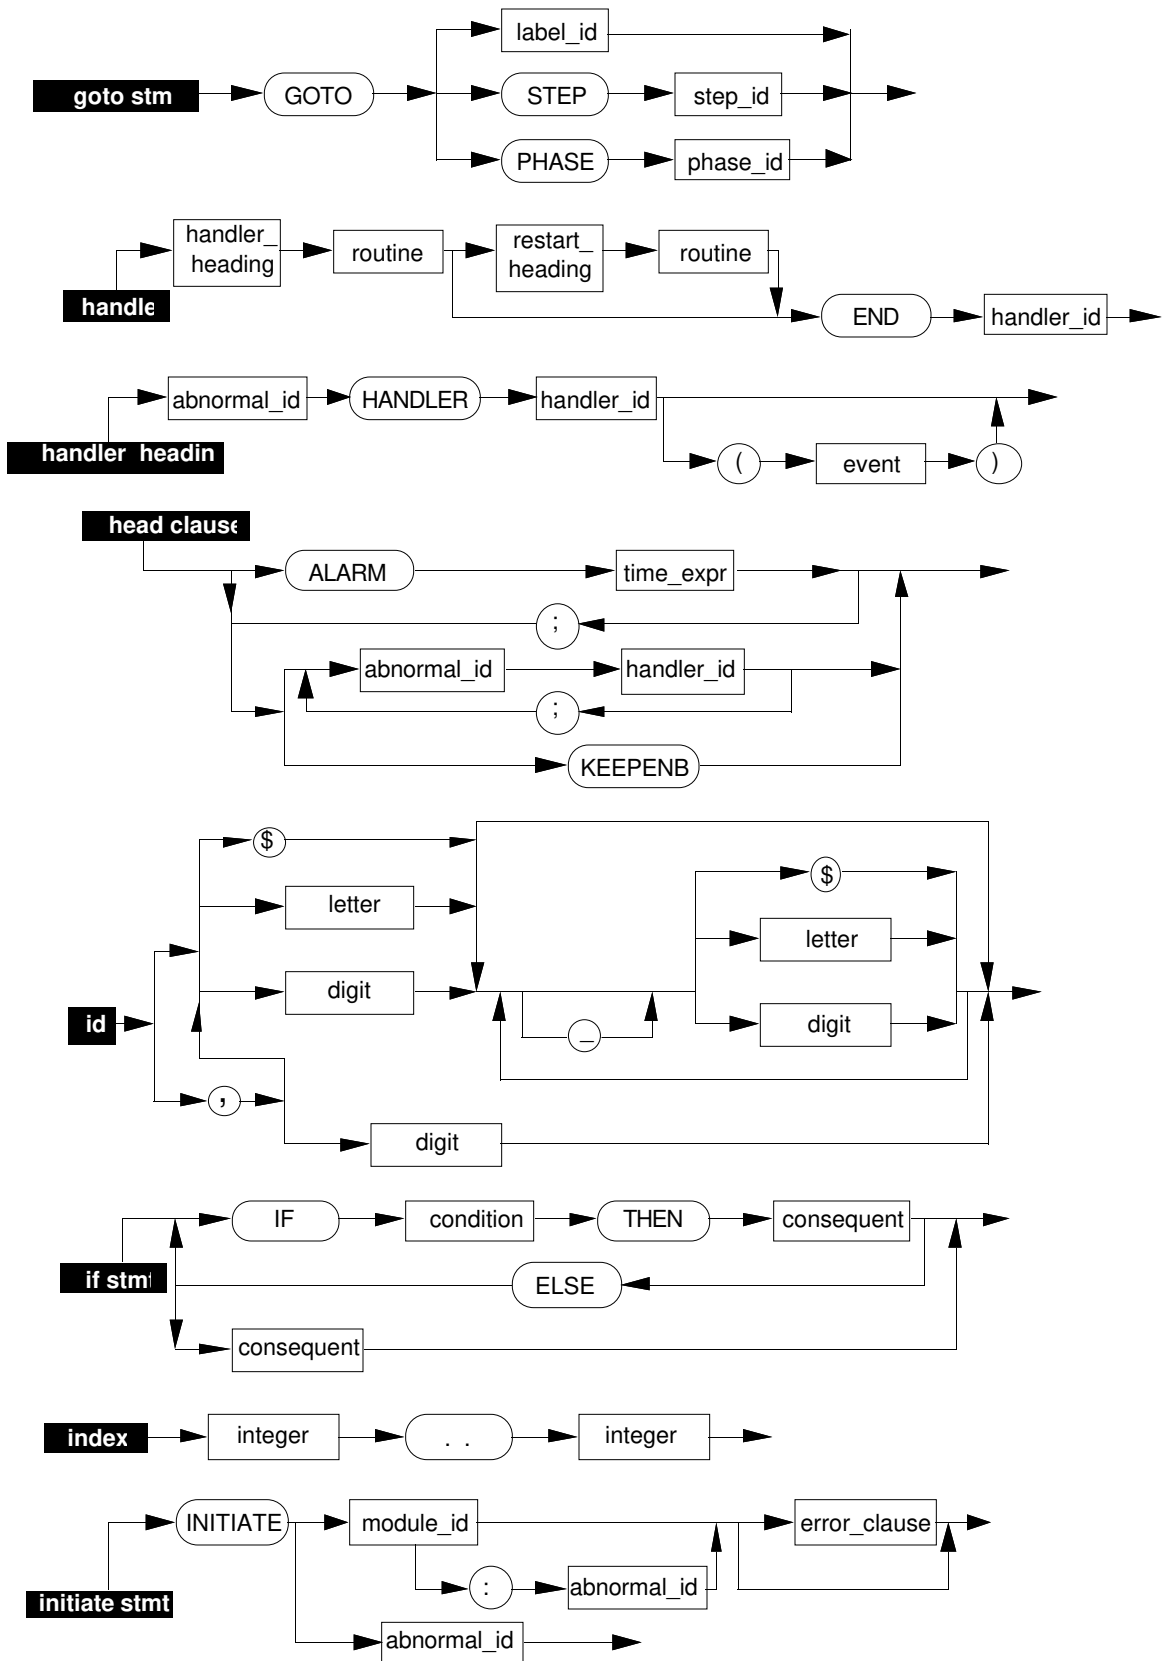 label_id
goto stm
GOTO
STEP
step_id
PHASE
phase_id
handler_
heading
routine
restart_
heading
routine
handle
END
handler_id
abnormal_id
HANDLER
handler_id
handler headin
(
event
)
head clause
ALARM
time_expr
;
abnormal_id
handler_id
;
KEEPENB
$
$
letter
letter
digit
id
digit
_
,
digit
IF
condition
THEN
consequent
if stmt
ELSE
consequent
index
integer
. .
integer
INITIATE
module_id
error_clause
:
abnormal_id
initiate stmt
abnormal_id